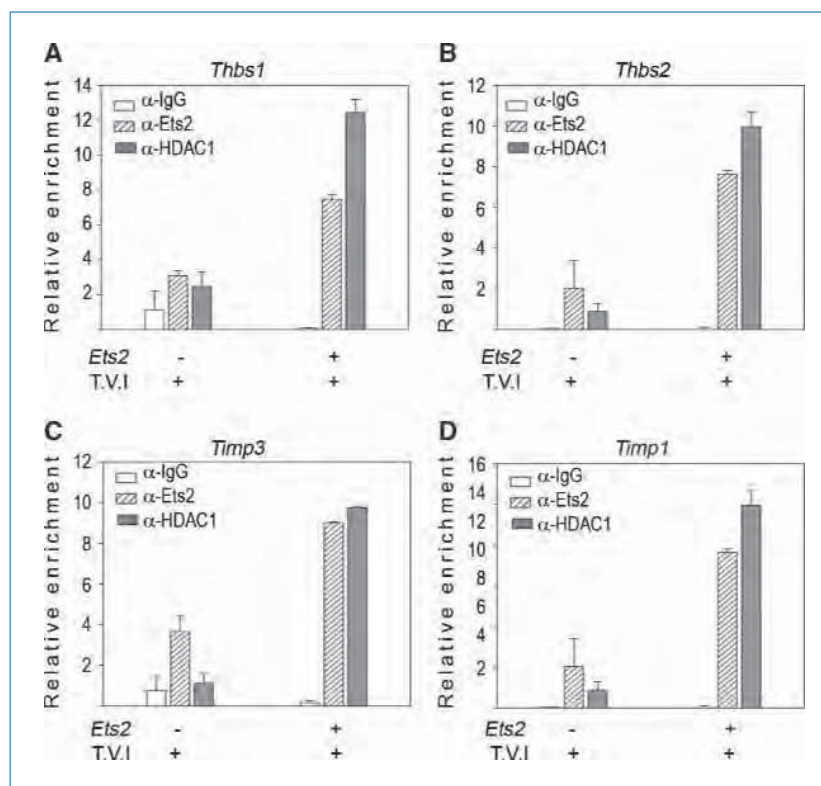 A
Thbs1
Relative enrichment
14
12
10
8
6
4
2
α-IgG
α-Ets2
α-HDAC1
Ets2 - +
T.V.I + +
B
Thbs2
Relative enrichment
12
10
8
6
4
2
α-IgG
α-Ets2
α-HDAC1
+
+
C
Timp3
Relative enrichment
12
10
8
6
4
2
α-IgG
α-Ets2
α-HDAC1
Ets2 - +
T.V.I + +
D
Timp1
Relative enrichment
16
14
12
10
8
6
4
2
α-IgG
α-Ets2
α-HDAC1
- +
+ +